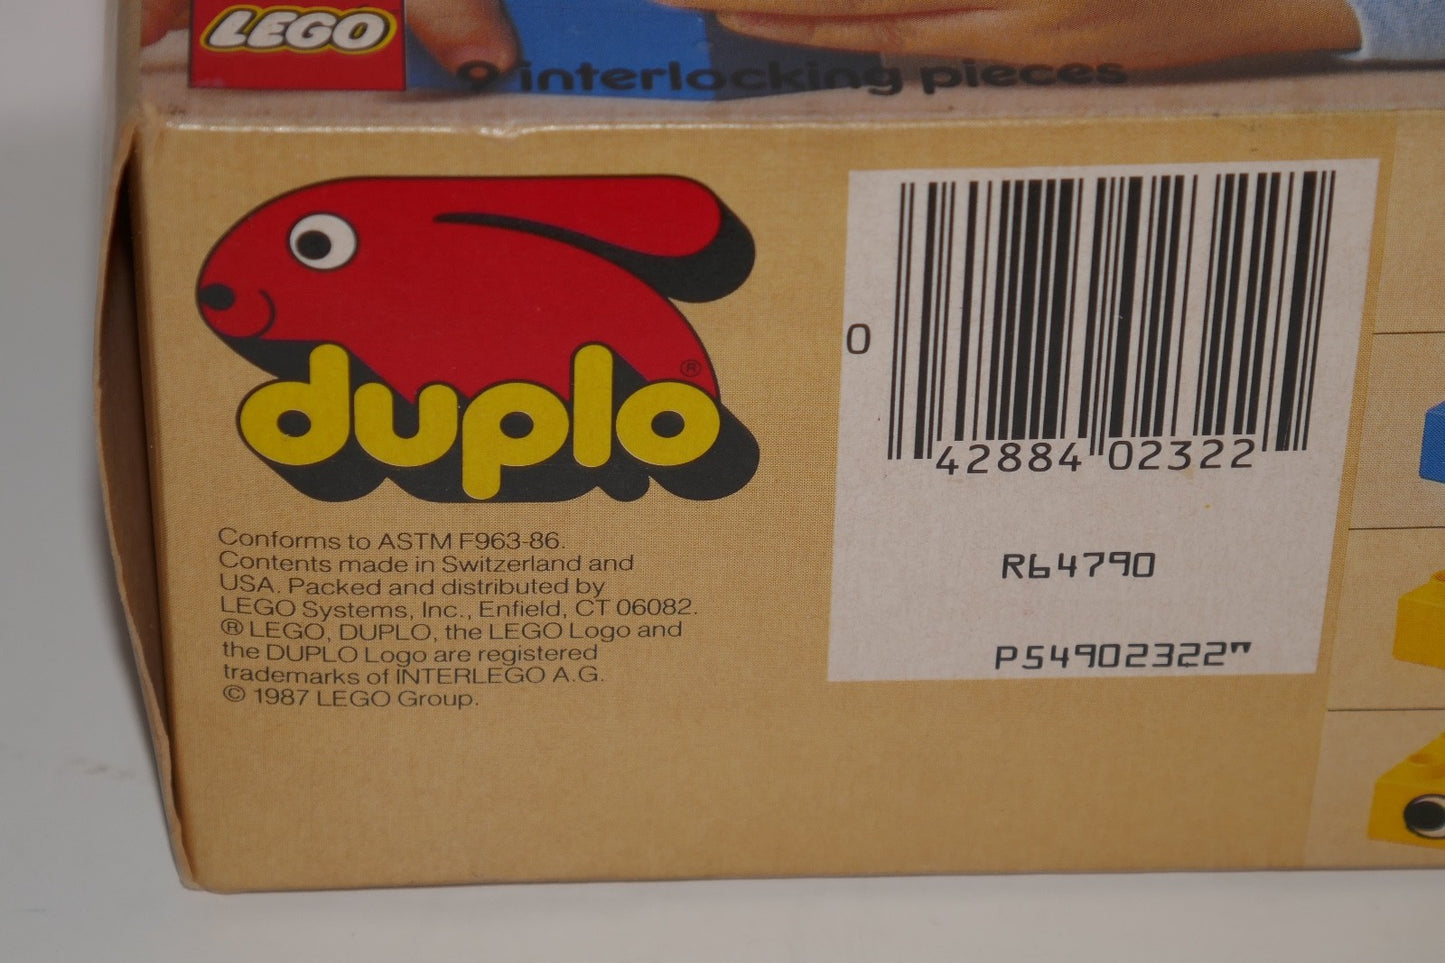 LEGO
9 interlocking pieces
duplo®
Conforms to ASTM F963-86.
Contents made in Switzerland and
USA. Packed and distributed by
LEGO Systems, Inc., Enfield, CT 06082.
® LEGO, DUPLO, the LEGO Logo and
the DUPLO Logo are registered
trademarks of INTERLEGO A.G.
© 1987 LEGO Group.
0 42884 02322
R64790
P54902322"